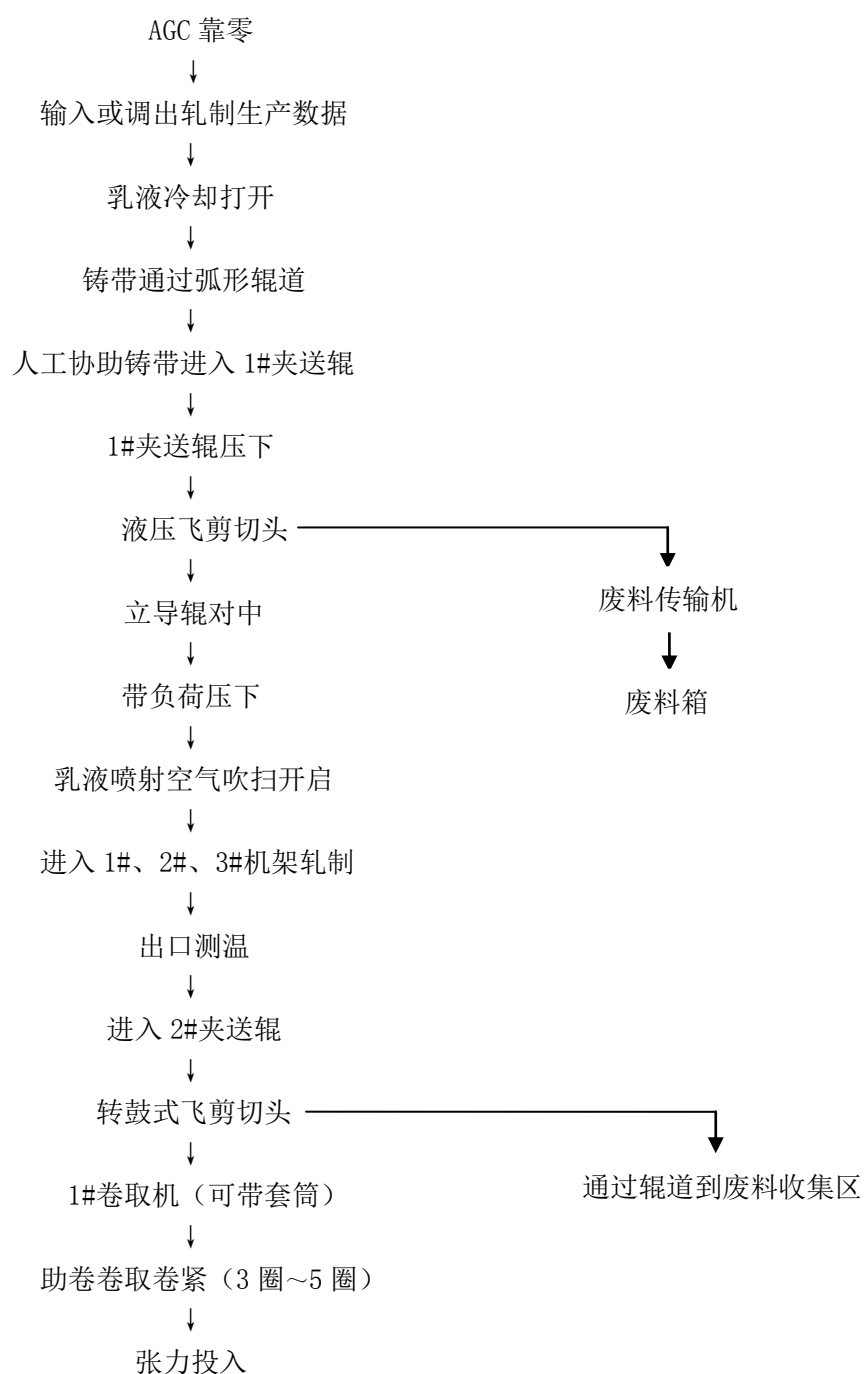 AGC 靠零
↓
输入或调出轧制生产数据
↓
乳液冷却打开
↓
铸带通过弧形辊道
↓
人工协助铸带进入 1#夹送辊
↓
1#夹送辊压下
↓
液压飞剪切头
↓
废料传输机
立导辊对中
↓
带负荷压下
废料箱
↓
乳液喷射空气吹扫开启
↓
进入 1#、2#、3#机架轧制
↓
出口测温
↓
进入 2#夹送辊
↓
转鼓式飞剪切头
↓
1#卷取机（可带套筒）
通过辊道到废料收集区
↓
助卷卷取卷紧（3 圈～5 圈）
↓
张力投入